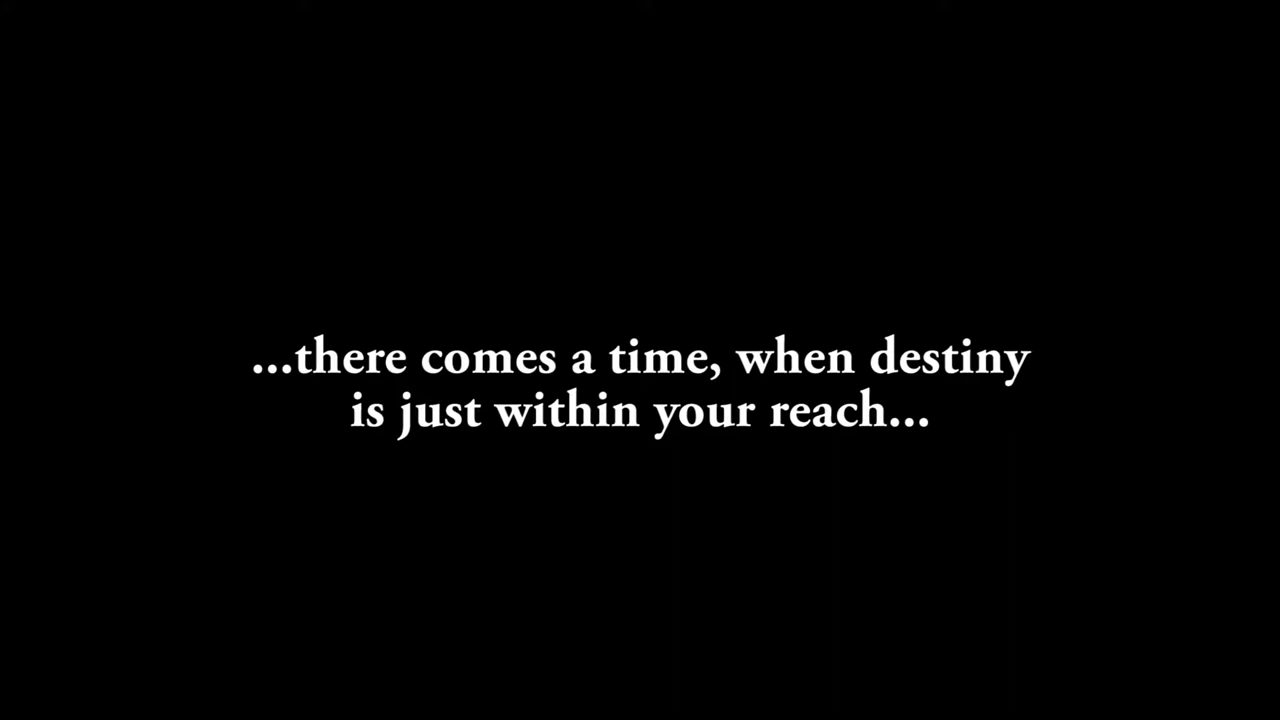 ...there comes a time, when destiny
is just within your reach...